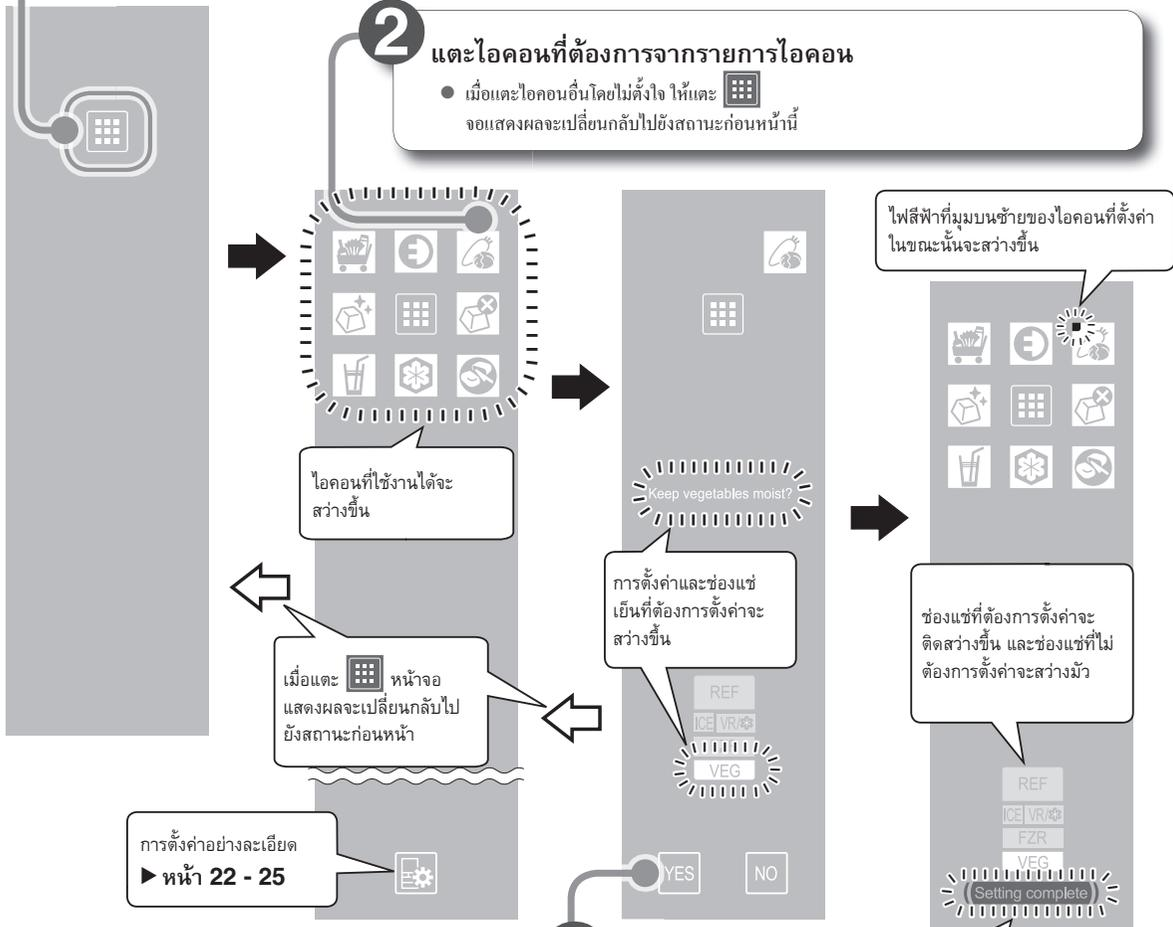 2
แตะไอคอนที่ต้องการจากรายการไอคอน
● เมื่อแตะไอคอนอื่นโดยไม่ตั้งใจ ให้แตะ
จอแสดงผลจะเปลี่ยนกลับไปยังสถานะก่อนหน้านี้
ไฟสีฟ้าที่มุมบนซ้ายของไอคอนที่ตั้งค่า
ในขณะนั้นจะสว่างขึ้น
ไอคอนที่ใช้งานได้จะ
สว่างขึ้น
Keep vegetables moist?
การตั้งค่าและช่องแช่
เย็นที่ต้องการตั้งค่าจะ
สว่างขึ้น
ช่องแช่ที่ต้องการตั้งค่าจะ
ติดสว่างขึ้น และช่องแช่ที่ไม่
ต้องการตั้งค่าจะสว่างมัว
เมื่อแตะ หน้าจอ
แสดงผลจะเปลี่ยนกลับไป
ยังสถานะก่อนหน้า
REF
ICE VR/
VEG
REF
ICE VR/
FZR
VEG
Setting complete
การตั้งค่าอย่างละเอียด
▶ หน้า 22 - 25
YES NO